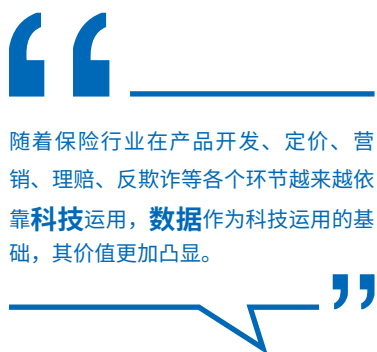 随着保险行业在产品开发、定价、营
销、理赔、反欺诈等各个环节越来越依
靠科技运用，数据作为科技运用的基
础，其价值更加凸显。